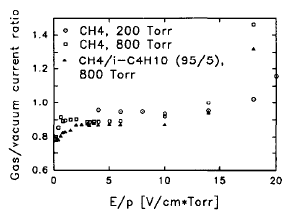 Gas/vacuum current ratio
CH4, 200 Torr
CH4, 800 Torr
CH4/i-C4H10 (95/5),
800 Torr
1.4
1.2
1.0
0.8
0.6
0 5 10 15 20
E/p [V/cm*Torr]